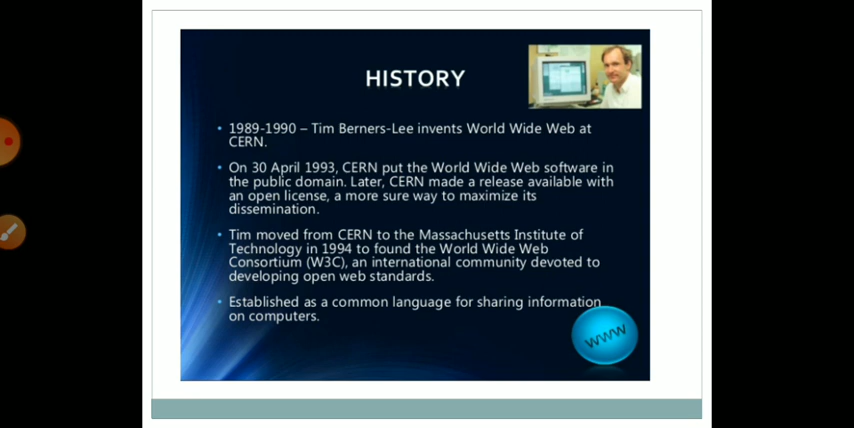 HISTORY
• 1989-1990 – Tim Berners-Lee invents World Wide Web at
CERN.
• On 30 April 1993, CERN put the World Wide Web software in
the public domain. Later, CERN made a release available with
an open license, a more sure way to maximize its
dissemination.
• Tim moved from CERN to the Massachusetts Institute of
Technology in 1994 to found the World Wide Web
Consortium (W3C), an international community devoted to
developing open web standards.
• Established as a common language for sharing information
on computers.
WWW